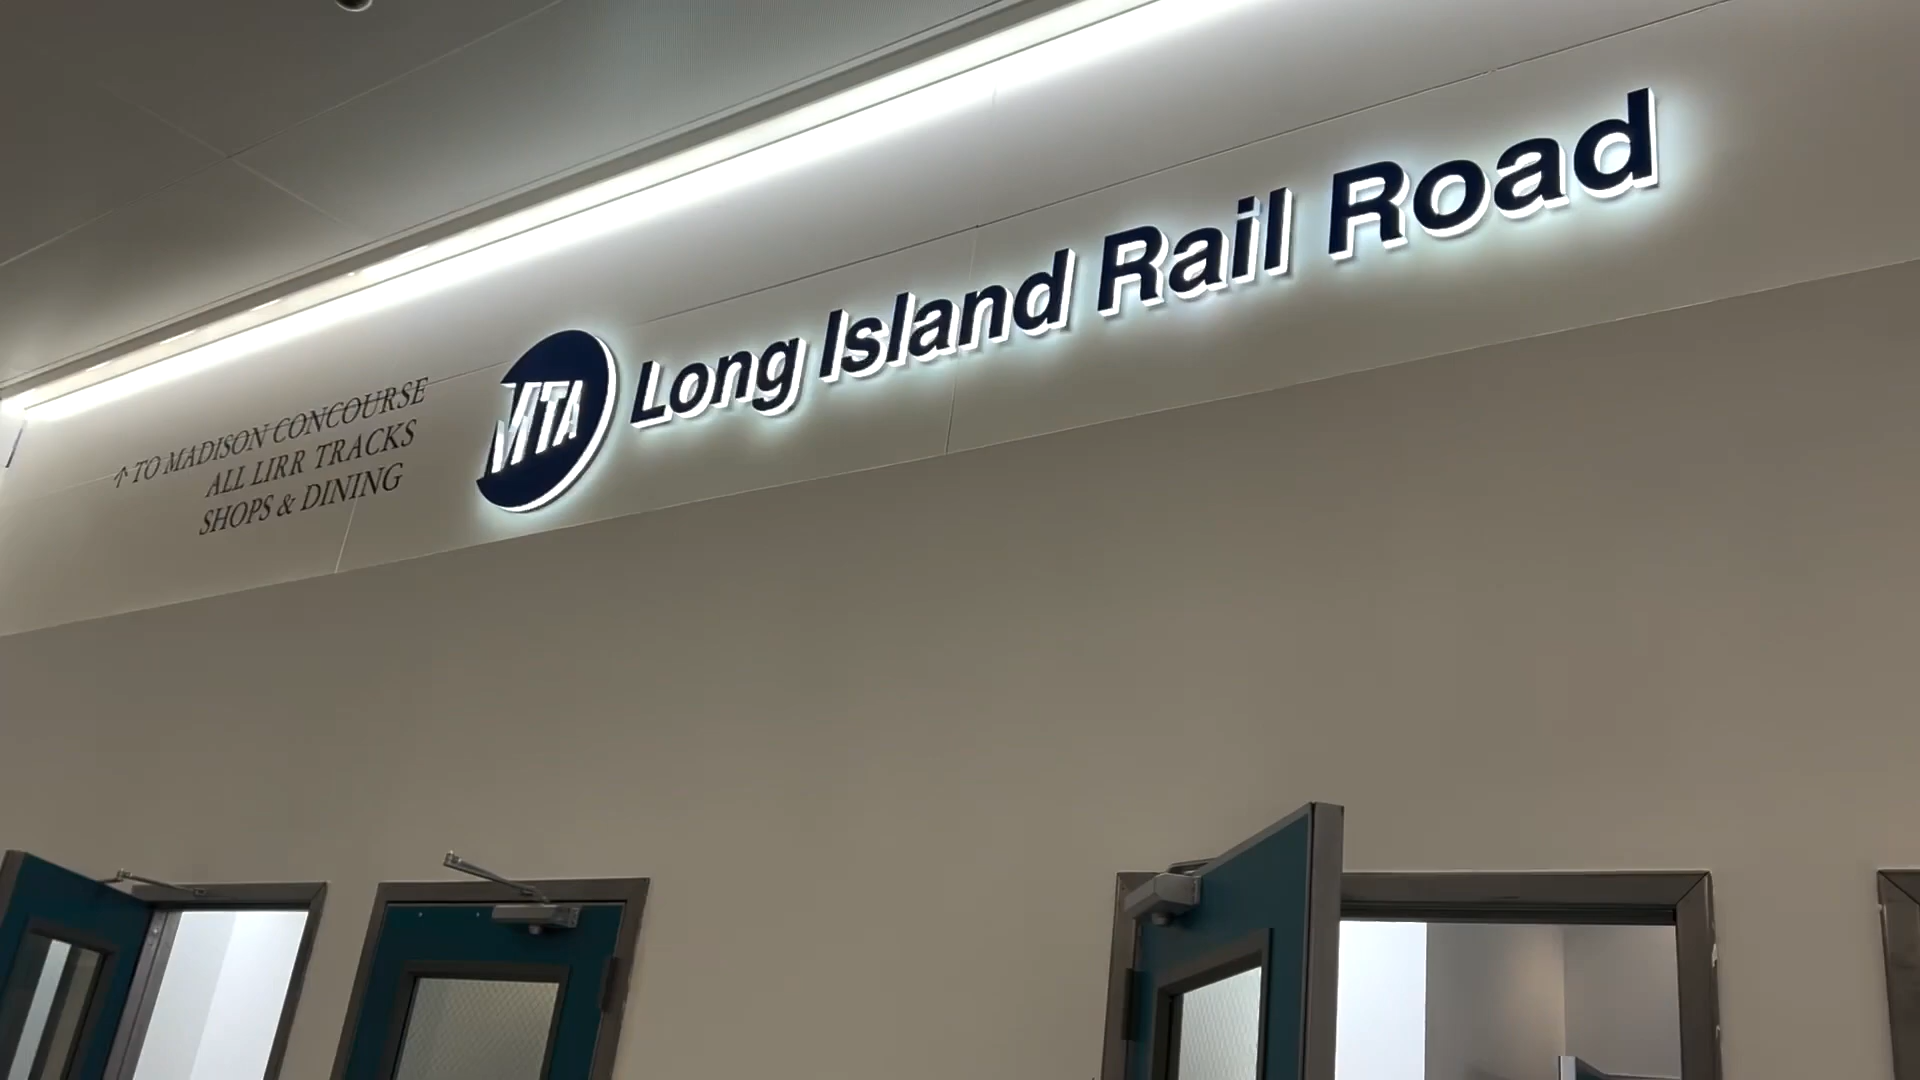 ↑ TO MADISON CONCOURSE
ALL LIRR TRACKS
SHOPS & DINING
MTA Long Island Rail Road